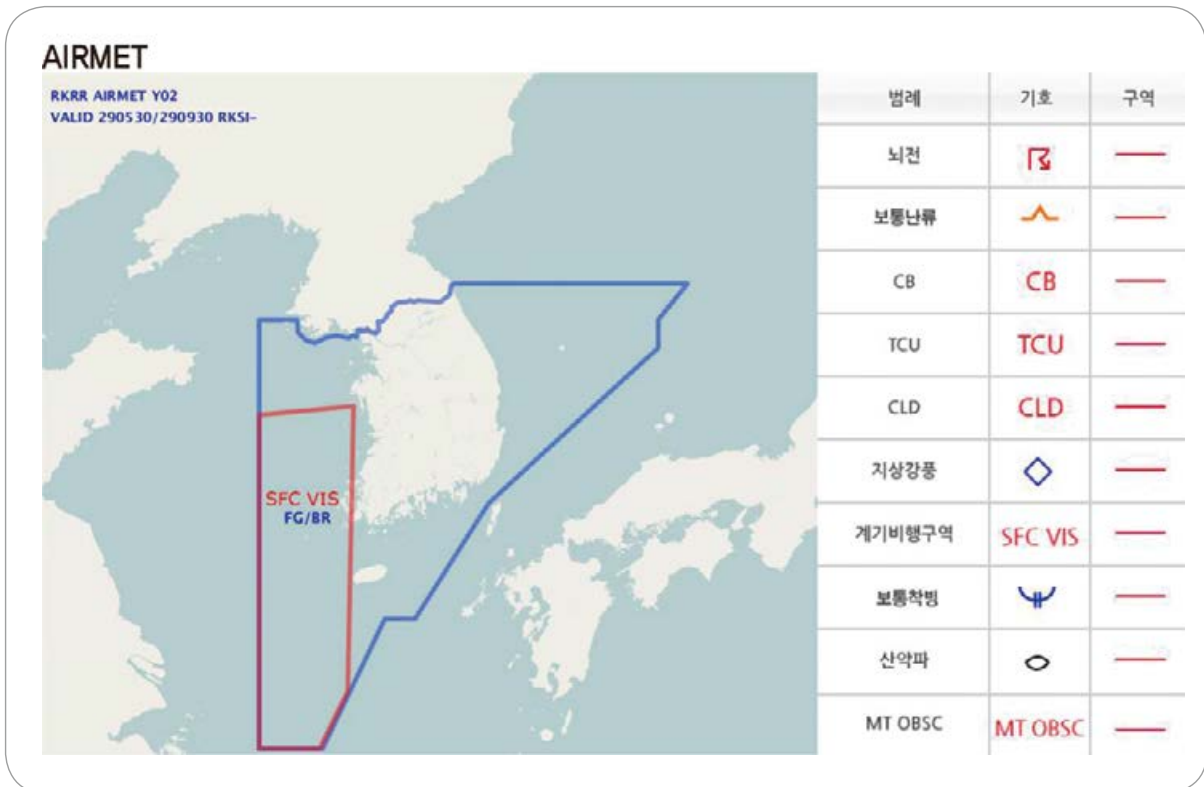 AIRMET
RKRR AIRMET Y02
VALID 290530/290930 RKSI-
SFC VIS
FG/BR
범례 기호 구역
뇌전
보통난류
CB CB
TCU TCU
CLD CLD
지상강풍
계기비행구역 SFC VIS
보통착빙
산악파
MT OBSC MT OBSC